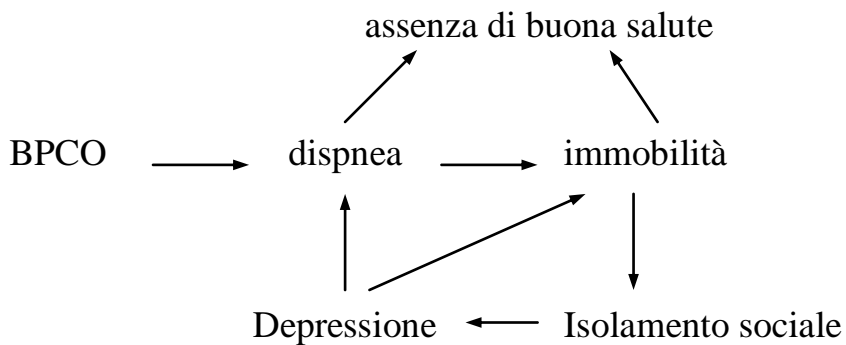 assenza di buona salute
BPCO dispnea immobilità
Depressione Isolamento sociale